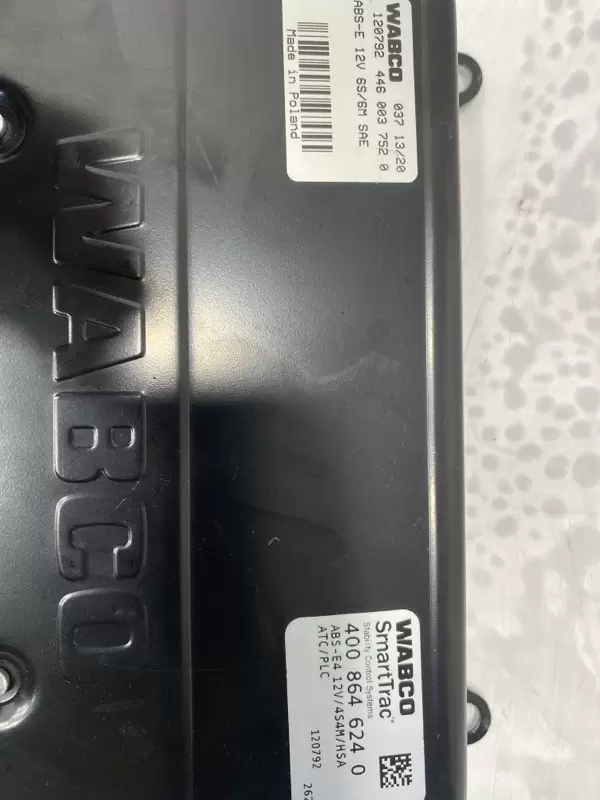 WABCO
037 13/20
120792 446 003 752 0
ABS-E 12V 6S/6M SAE
Made in Poland
WABCO
WABCO
SmartTrac™
Stability Control Systems
400 864 624 0
ABS-E4 12V/4S4M/HSA
ATC/PLC
120792